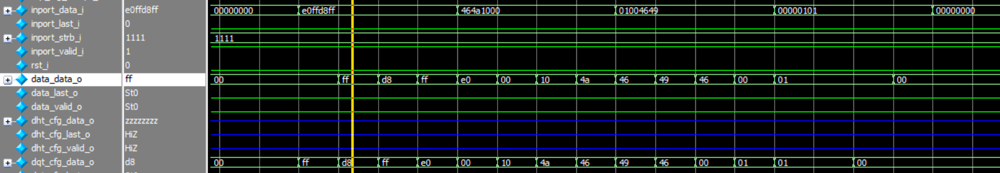 inport_data_i e0ffd8ff 00000000 e0ffd8ff 464a1000 01004649 00000101 00000000
inport_last_i 0
inport_strb_i 1111 1111
inport_valid_i 1
rst_i 0
data_data_o ff 00 ff d8 ff e0 00 10 4a 46 49 46 00 01 00
data_last_o St0
data_valid_o St0
dht_cfg_data_o zzzzzzzz
dht_cfg_last_o HiZ
dht_cfg_valid_o HiZ
dqt_cfg_data_o d8 00 ff d8 ff e0 00 10 4a 46 49 46 00 01 01 00